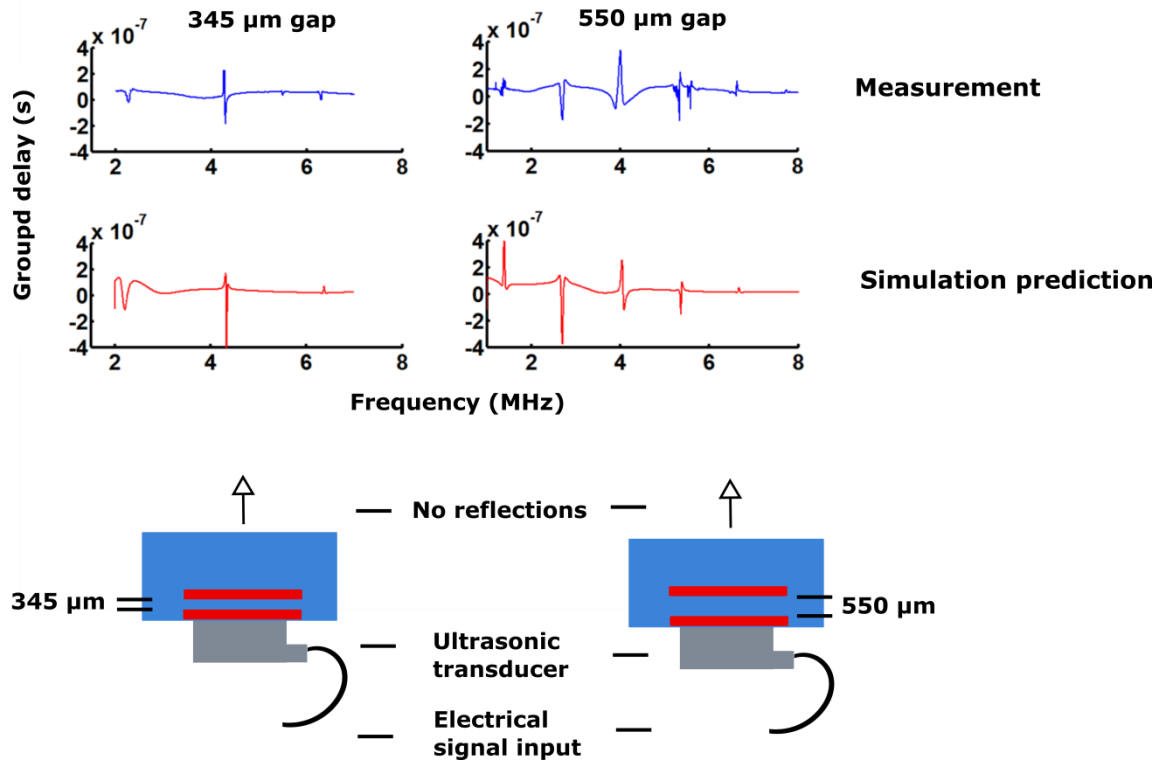 345 µm gap
550 µm gap
Groupd delay (s)
x 10⁻⁷
4
2
0
-2
-4
2 4 6 8
x 10⁻⁷
4
2
0
-2
-4
2 4 6 8
Measurement
x 10⁻⁷
4
2
0
-2
-4
2 4 6 8
x 10⁻⁷
4
2
0
-2
-4
2 4 6 8
Simulation prediction
Frequency (MHz)
No reflections
345 µm
550 µm
Ultrasonic
transducer
Electrical
signal input